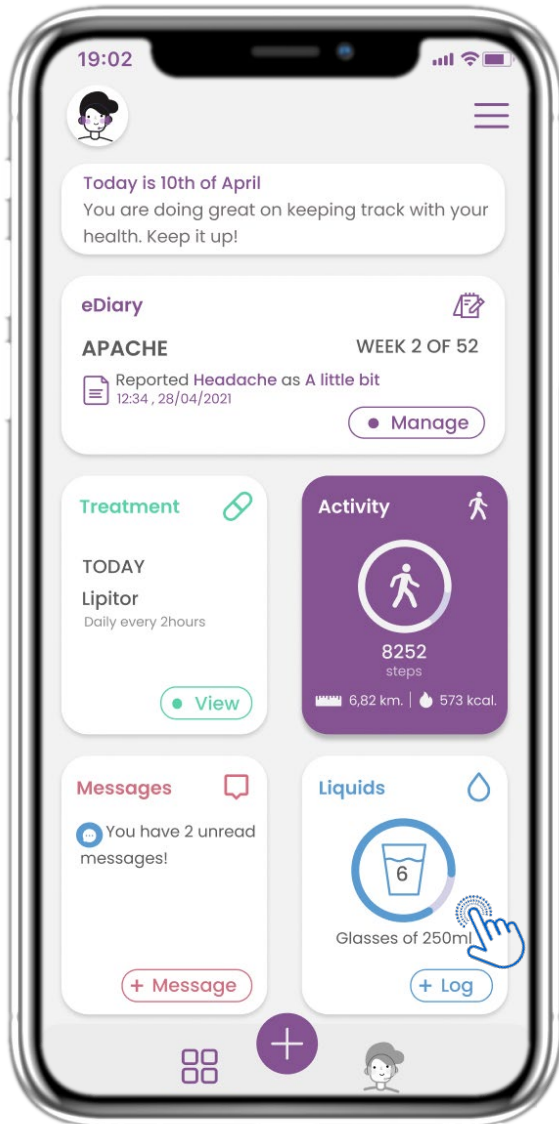 19:02
Today is 10th of April
You are doing great on keeping track with your
health. Keep it up!
eDiary
APACHE
WEEK 2 OF 52
Reported Headache as A little bit
12:34 , 28/04/2021
Manage
Treatment
TODAY
Lipitor
Daily every 2hours
View
Activity
8252
steps
6,82 km.
573 kcal.
Messages
You have 2 unread
messages!
+ Message
Liquids
6
Glasses of 250ml
+ Log